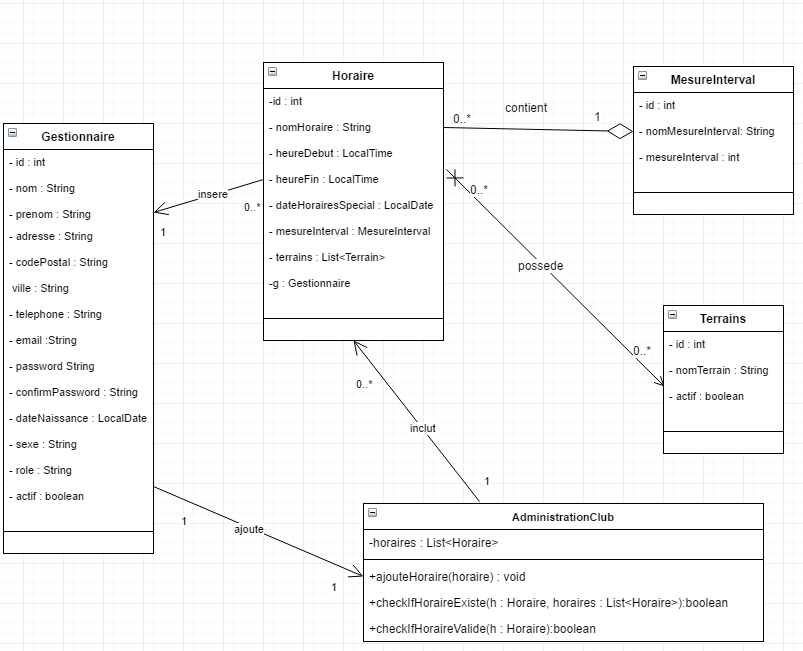 Gestionnaire
- id : int
- nom : String
- prenom : String
- adresse : String
- codePostal : String
ville : String
- telephone : String
- email :String
- password String
- confirmPassword : String
- dateNaissance : LocalDate
- sexe : String
- role : String
- actif : boolean
Horaire
-id : int
- nomHoraire : String
- heureDebut : LocalTime
- heureFin : LocalTime
- dateHorairesSpecial : LocalDate
- mesureInterval : MesureInterval
- terrains : List<Terrain>
-g : Gestionnaire
MesureInterval
- id : int
- nomMesureInterval: String
- mesureInterval : int
Terrains
- id : int
- nomTerrain : String
- actif : boolean
AdministrationClub
-horaires : List<Horaire>
+ajouteHoraire(horaire) : void
+checkIfHoraireExiste(h : Horaire, horaires : List<Horaire>):boolean
+checkIfHoraireValide(h : Horaire):boolean
insere
0..*
1
0..*
contient
1
0..*
possede
0..*
0..*
inclut
1
1
ajoute
1